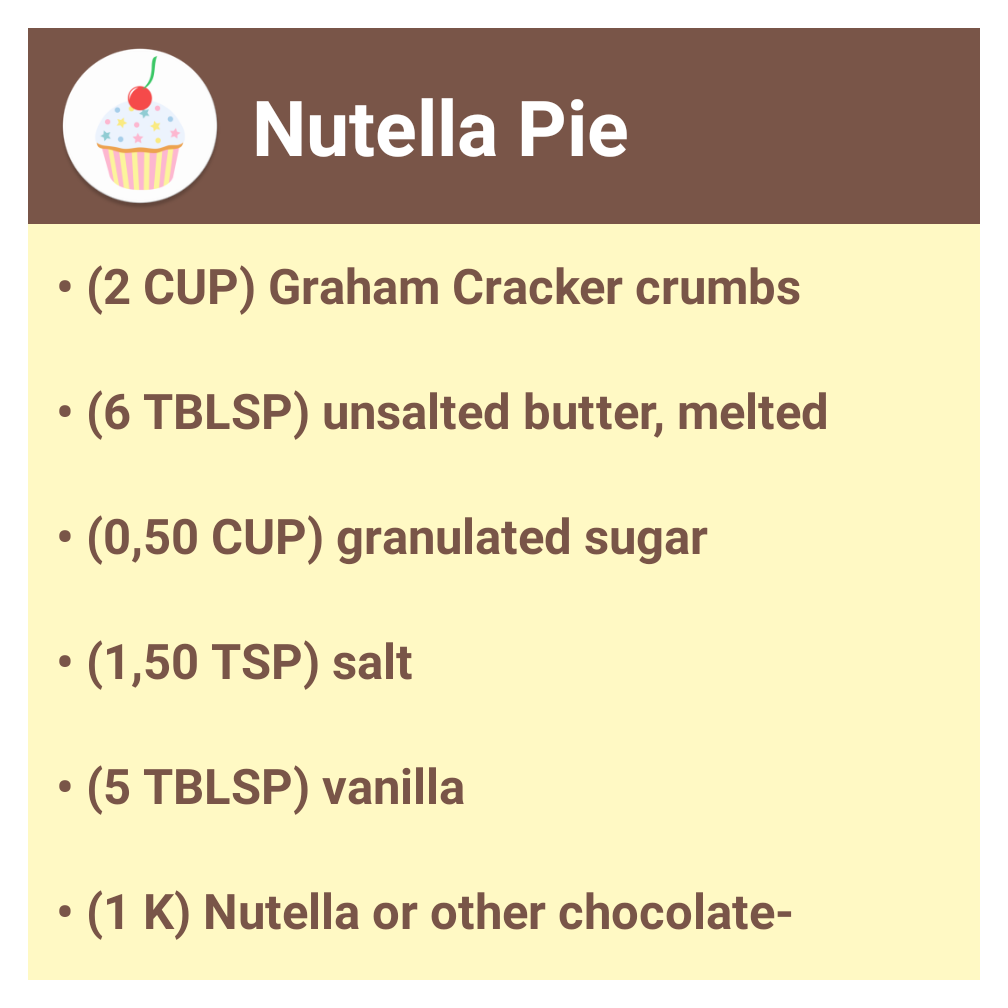 Nutella Pie
• (2 CUP) Graham Cracker crumbs
• (6 TBLSP) unsalted butter, melted
• (0,50 CUP) granulated sugar
• (1,50 TSP) salt
• (5 TBLSP) vanilla
• (1 K) Nutella or other chocolate-